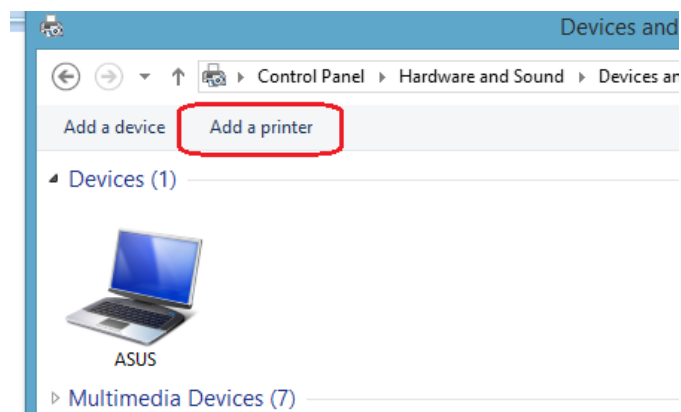 Devices and
Control Panel Hardware and Sound Devices an
Add a device Add a printer
Devices (1)
ASUS
Multimedia Devices (7)